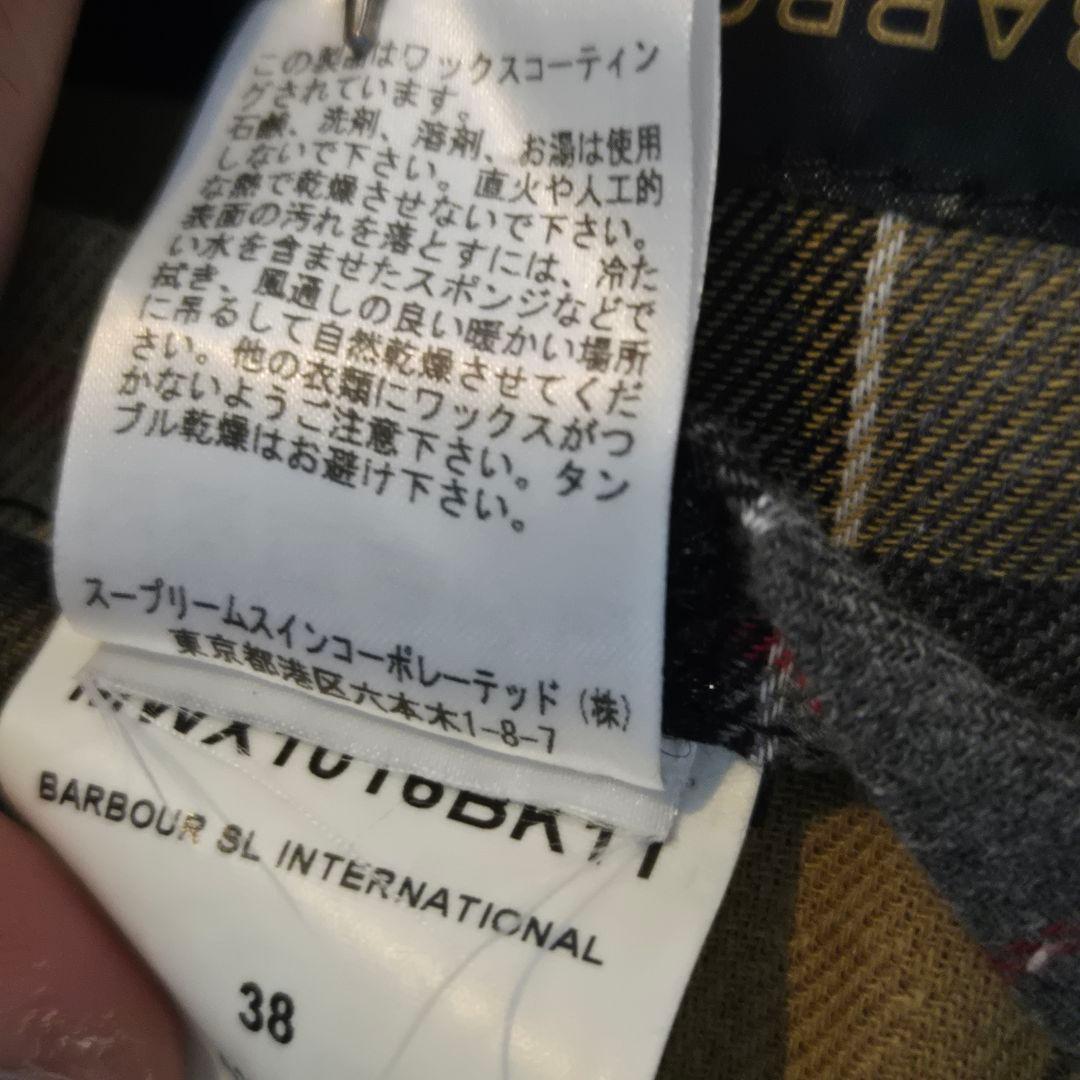 この製品はワックスコーティン
グされています。
石鹸、洗剤、溶剤、お湯は使用
しないで下さい。直火や人工的
な熱で乾燥させないで下さい。
表面の汚れを落とすには、冷た
い水を含ませたスポンジなどで
拭き、風通しの良い暖かい場所
に吊るして自然乾燥させてくだ
さい。他の衣類にワックスがつ
かないようご注意下さい。タン
ブル乾燥はお避け下さい。
スープリームスインコーポレーテッド（株）
東京都港区六本木1-8-7
MWX1016BK11
BARBOUR SL INTERNATIONAL
38